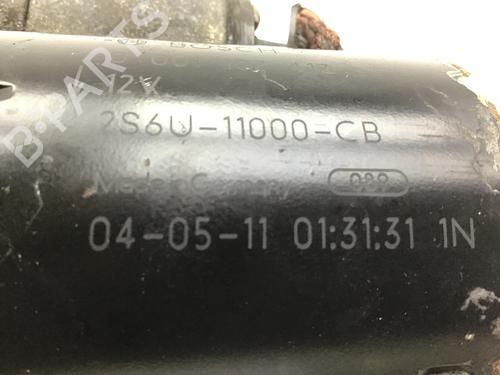 BOSCH
12V
2S6U-11000-CB
Made in Germany 089
04-05-11 01:31:31 1N
B-PARTS